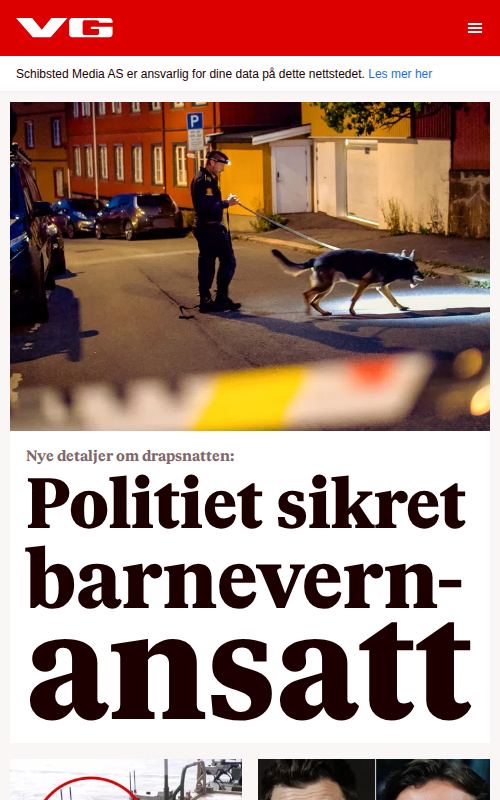 VG
Schibsted Media AS er ansvarlig for dine data på dette nettstedet. Les mer her
P
Nye detaljer om drapsnatten:
Politiet sikret
barnevern-
ansatt